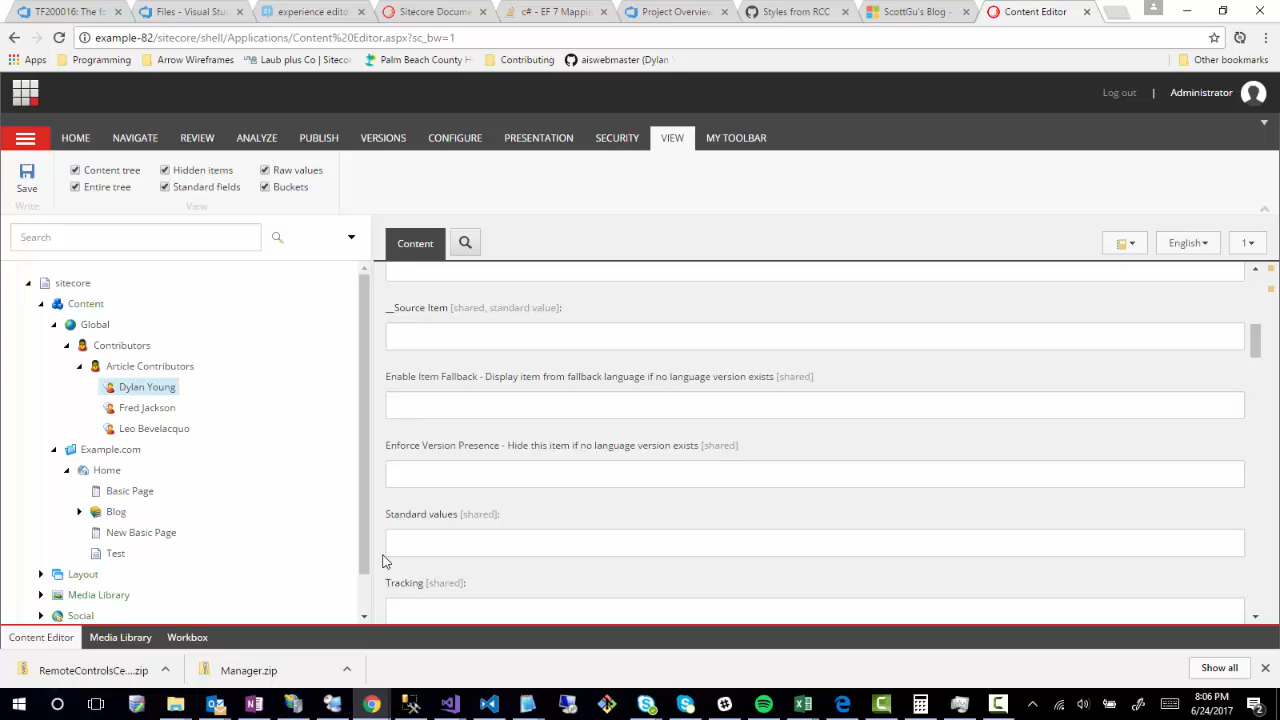 TF200016: The fo
Files - Visual Stu
experience edito
Sitecore Docume
c# - EF 7 Mappin
Project Overview
Styles from RCC
ScottGu's Blog -
Content Editor
example-82/sitecore/shell/Applications/Content%20Editor.aspx?sc_bw=1
Apps
Programming
Arrow Wireframes
Laub plus Co | Siteco
Palm Beach County H
Contributing
aiswebmaster (Dylan
Other bookmarks
Log out | Administrator
HOME NAVIGATE REVIEW ANALYZE PUBLISH VERSIONS CONFIGURE PRESENTATION SECURITY VIEW MY TOOLBAR
Save
Write
Content tree
Hidden items
Raw values
Entire tree
Standard fields
Buckets
View
Search
Content
English
1
sitecore
Content
Global
Contributors
Article Contributors
Dylan Young
Fred Jackson
Leo Bevelacquo
Example.com
Home
Basic Page
Blog
New Basic Page
Test
Layout
Media Library
Social
__Source Item [shared, standard value]:
Enable Item Fallback - Display item from fallback language if no language version exists [shared]
Enforce Version Presence - Hide this item if no language version exists [shared]
Standard values [shared]:
Tracking [shared]:
Content Editor Media Library Workbox
RemoteControlsCe....zip
Manager.zip
Show all
8:06 PM
6/24/2017